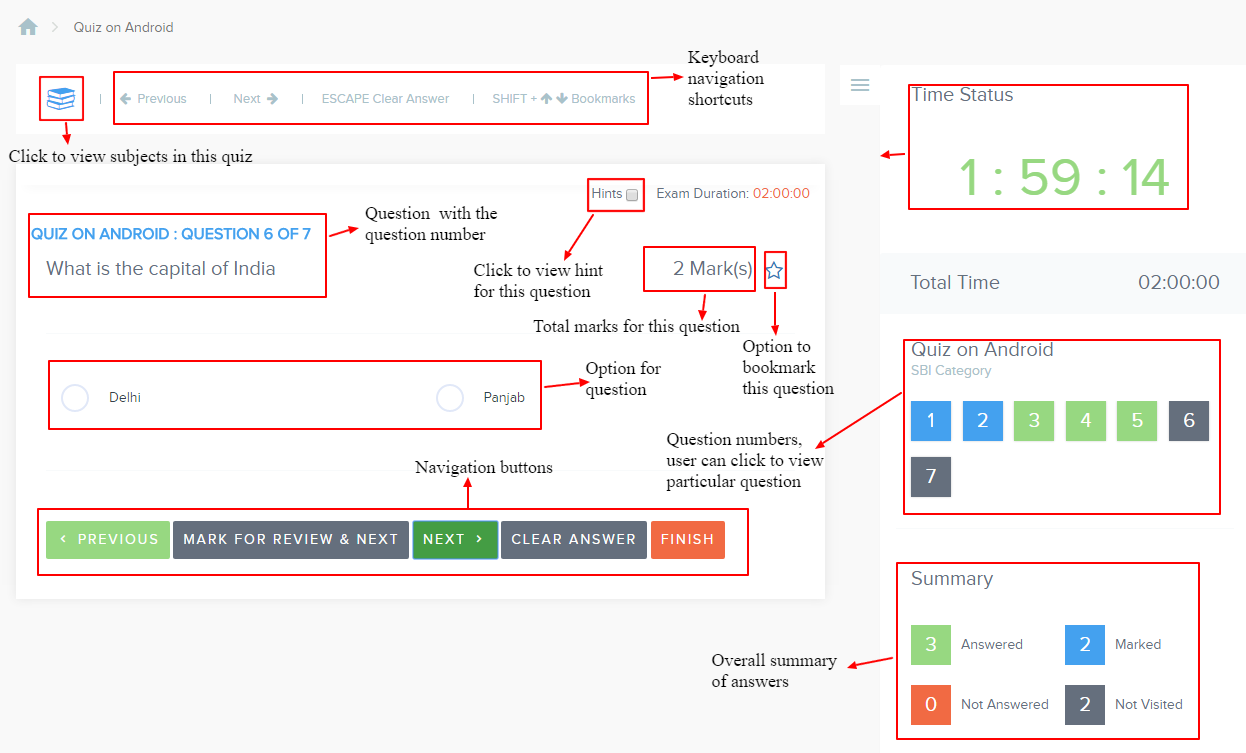 Quiz on Android
Keyboard
navigation
shortcuts
Previous
Next
ESCAPE Clear Answer
SHIFT + Bookmarks
Click to view subjects in this quiz
Hints
Exam Duration: 02:00:00
QUIZ ON ANDROID : QUESTION 6 OF 7
What is the capital of India
Question with the
question number
Click to view hint
for this question
2 Mark(s)
Total marks for this question
Option to
bookmark
this question
Delhi
Panjab
Option for
question
Question numbers,
user can click to view
particular question
Navigation buttons
< PREVIOUS
MARK FOR REVIEW & NEXT
NEXT >
CLEAR ANSWER
FINISH
Time Status
1 : 59 : 14
Total Time 02:00:00
Quiz on Android
SBI Category
1 2 3 4 5 6
7
Summary
3 Answered 2 Marked
0 Not Answered 2 Not Visited
Overall summary
of answers